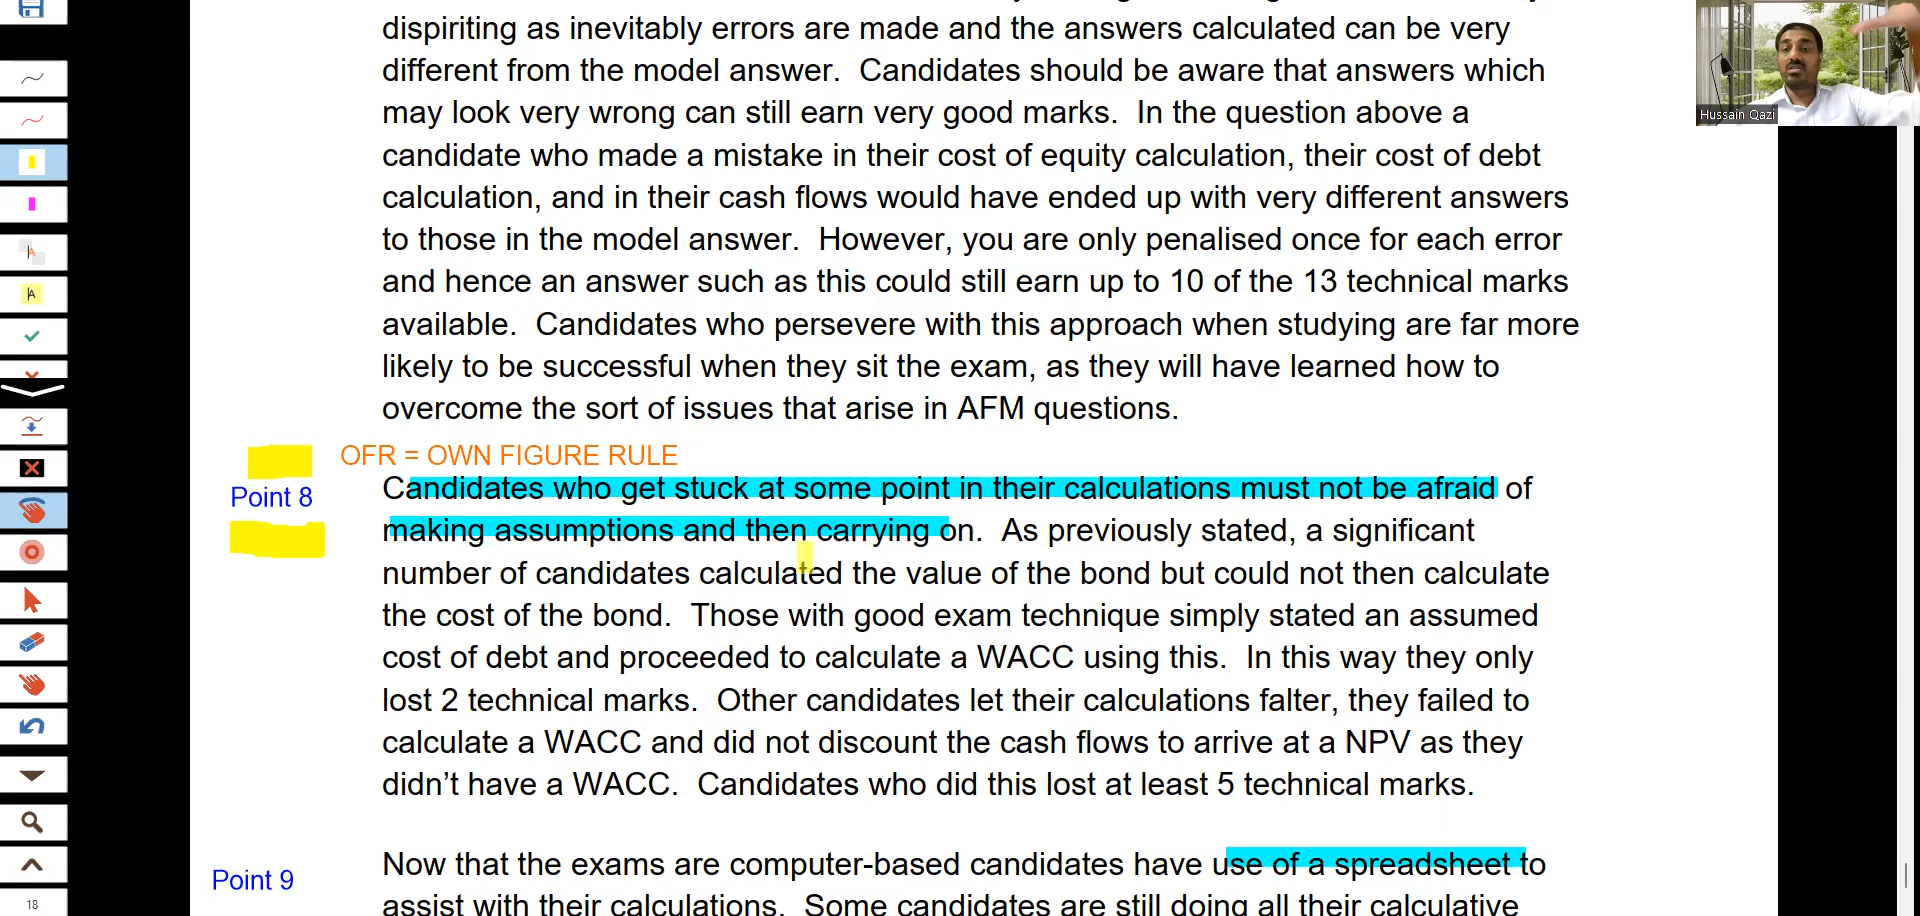 dispiriting as inevitably errors are made and the answers calculated can be very
different from the model answer.  Candidates should be aware that answers which
may look very wrong can still earn very good marks.  In the question above a
candidate who made a mistake in their cost of equity calculation, their cost of debt
calculation, and in their cash flows would have ended up with very different answers
to those in the model answer.  However, you are only penalised once for each error
and hence an answer such as this could still earn up to 10 of the 13 technical marks
available.  Candidates who persevere with this approach when studying are far more
likely to be successful when they sit the exam, as they will have learned how to
overcome the sort of issues that arise in AFM questions.
OFR = OWN FIGURE RULE
Point 8
Candidates who get stuck at some point in their calculations must not be afraid of
making assumptions and then carrying on.  As previously stated, a significant
number of candidates calculated the value of the bond but could not then calculate
the cost of the bond.  Those with good exam technique simply stated an assumed
cost of debt and proceeded to calculate a WACC using this.  In this way they only
lost 2 technical marks.  Other candidates let their calculations falter, they failed to
calculate a WACC and did not discount the cash flows to arrive at a NPV as they
didn’t have a WACC.  Candidates who did this lost at least 5 technical marks.
Point 9
Now that the exams are computer-based candidates have use of a spreadsheet to
assist with their calculations.  Some candidates are still doing all their calculative
Hussain Qazi
A
A
18